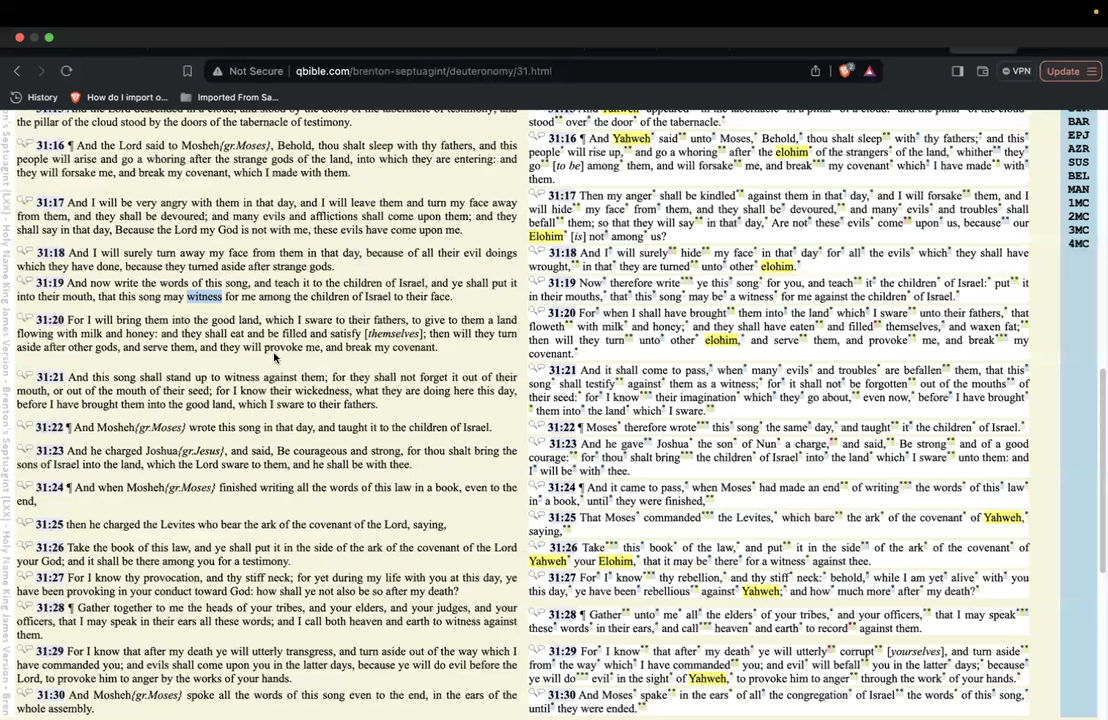 Not Secure qbible.com/brenton-septuagint/deuteronomy/31.html
VPN
Update
History
How do I import o...
Imported From Sa...
the pillar of the cloud stood by the doors of the tabernacle of testimony.
31:16 ¶ And the Lord said to Mosheh{gr.Moses}, Behold, thou shalt sleep with thy fathers, and this
people will arise and go a whoring after the strange gods of the land, into which they are entering: and
they will forsake me, and break my covenant, which I made with them.
31:17 And I will be very angry with them in that day, and I will leave them and turn my face away
from them, and they shall be devoured; and many evils and afflictions shall come upon them; and they
shall say in that day, Because the Lord my God is not with me, these evils have come upon me.
31:18 And I will surely turn away my face from them in that day, because of all their evil doings
which they have done, because they turned aside after strange gods.
31:19 And now write the words of this song, and teach it to the children of Israel, and ye shall put it
into their mouth, that this song may witness for me among the children of Israel to their face.
31:20 For I will bring them into the good land, which I sware to their fathers, to give to them a land
flowing with milk and honey: and they shall eat and be filled and satisfy [themselves]; then will they turn
aside after other gods, and serve them, and they will provoke me, and break my covenant.
31:21 And this song shall stand up to witness against them; for they shall not forget it out of their
mouth, or out of the mouth of their seed; for I know their wickedness, what they are doing here this day,
before I have brought them into the good land, which I sware to their fathers.
31:22 ¶ And Mosheh{gr.Moses} wrote this song in that day, and taught it to the children of Israel.
31:23 And he charged Joshua{gr.Jesus}, and said, Be courageous and strong, for thou shalt bring the
sons of Israel into the land, which the Lord sware to them, and he shall be with thee.
31:24 ¶ And when Mosheh{gr.Moses} finished writing all the words of this law in a book, even to the
end,
31:25 then he charged the Levites who bear the ark of the covenant of the Lord, saying,
31:26 Take the book of this law, and ye shall put it in the side of the ark of the covenant of the Lord
your God; and it shall be there among you for a testimony.
31:27 For I know thy provocation, and thy stiff neck; for yet during my life with you at this day, ye
have been provoking in your conduct toward God: how shall ye not also be so after my death?
31:28 ¶ Gather together to me the heads of your tribes, and your elders, and your judges, and your
officers, that I may speak in their ears all these words; and I call both heaven and earth to witness against
them.
31:29 For I know that after my death ye will utterly transgress, and turn aside out of the way which I
have commanded you; and evils shall come upon you in the latter days, because ye will do evil before the
Lord, to provoke him to anger by the works of your hands.
31:30 And Mosheh{gr.Moses} spoke all the words of this song even to the end, in the ears of the
whole assembly.
stood over the door of the tabernacle.
31:16 ¶ And Yahweh said unto Moses, Behold, thou shalt sleep with thy fathers; and this
people will rise up, and go a whoring after the elohim of the strangers of the land, whither they
go [to be] among them, and will forsake me, and break my covenant which I have made with
them.
31:17 Then my anger shall be kindled against them in that day, and I will forsake them, and I
will hide my face from them, and they shall be devoured, and many evils and troubles shall
befall them; so that they will say in that day, Are not these evils come upon us, because our
Elohim [is] not among us?
31:18 And I will surely hide my face in that day for all the evils which they shall have
wrought, in that they are turned unto other elohim.
31:19 Now therefore write ye this song for you, and teach it the children of Israel: put it
in their mouths, that this song may be a witness for me against the children of Israel.
31:20 For when I shall have brought them into the land which I sware unto their fathers, that
floweth with milk and honey; and they shall have eaten and filled themselves, and waxen fat;
then will they turn unto other elohim, and serve them, and provoke me, and break my
covenant.
31:21 And it shall come to pass, when many evils and troubles are befallen them, that this
song shall testify against them as a witness; for it shall not be forgotten out of the mouths of
their seed: for I know their imagination which they go about, even now, before I have brought
them into the land which I sware.
31:22 ¶ Moses therefore wrote this song the same day, and taught it the children of Israel.
31:23 And he gave Joshua the son of Nun a charge, and said, Be strong and of a good
courage: for thou shalt bring the children of Israel into the land which I sware unto them: and
I will be with thee.
31:24 ¶ And it came to pass, when Moses had made an end of writing the words of this law
in a book, until they were finished,
31:25 That Moses commanded the Levites, which bare the ark of the covenant of Yahweh,
saying,
31:26 Take this book of the law, and put it in the side of the ark of the covenant of
Yahweh your Elohim, that it may be there for a witness against thee.
31:27 For I know thy rebellion, and thy stiff neck: behold, while I am yet alive with you
this day, ye have been rebellious against Yahweh; and how much more after my death?
31:28 ¶ Gather unto me all the elders of your tribes, and your officers, that I may speak
these words in their ears, and call heaven and earth to record against them.
31:29 For I know that after my death ye will utterly corrupt [yourselves], and turn aside
from the way which I have commanded you; and evil will befall you in the latter days; because
ye will do evil in the sight of Yahweh, to provoke him to anger through the work of your hands.
31:30 And Moses spake in the ears of all the congregation of Israel the words of this song,
until they were ended.
BAR
EPJ
AZR
SUS
BEL
MAN
1MC
2MC
3MC
4MC